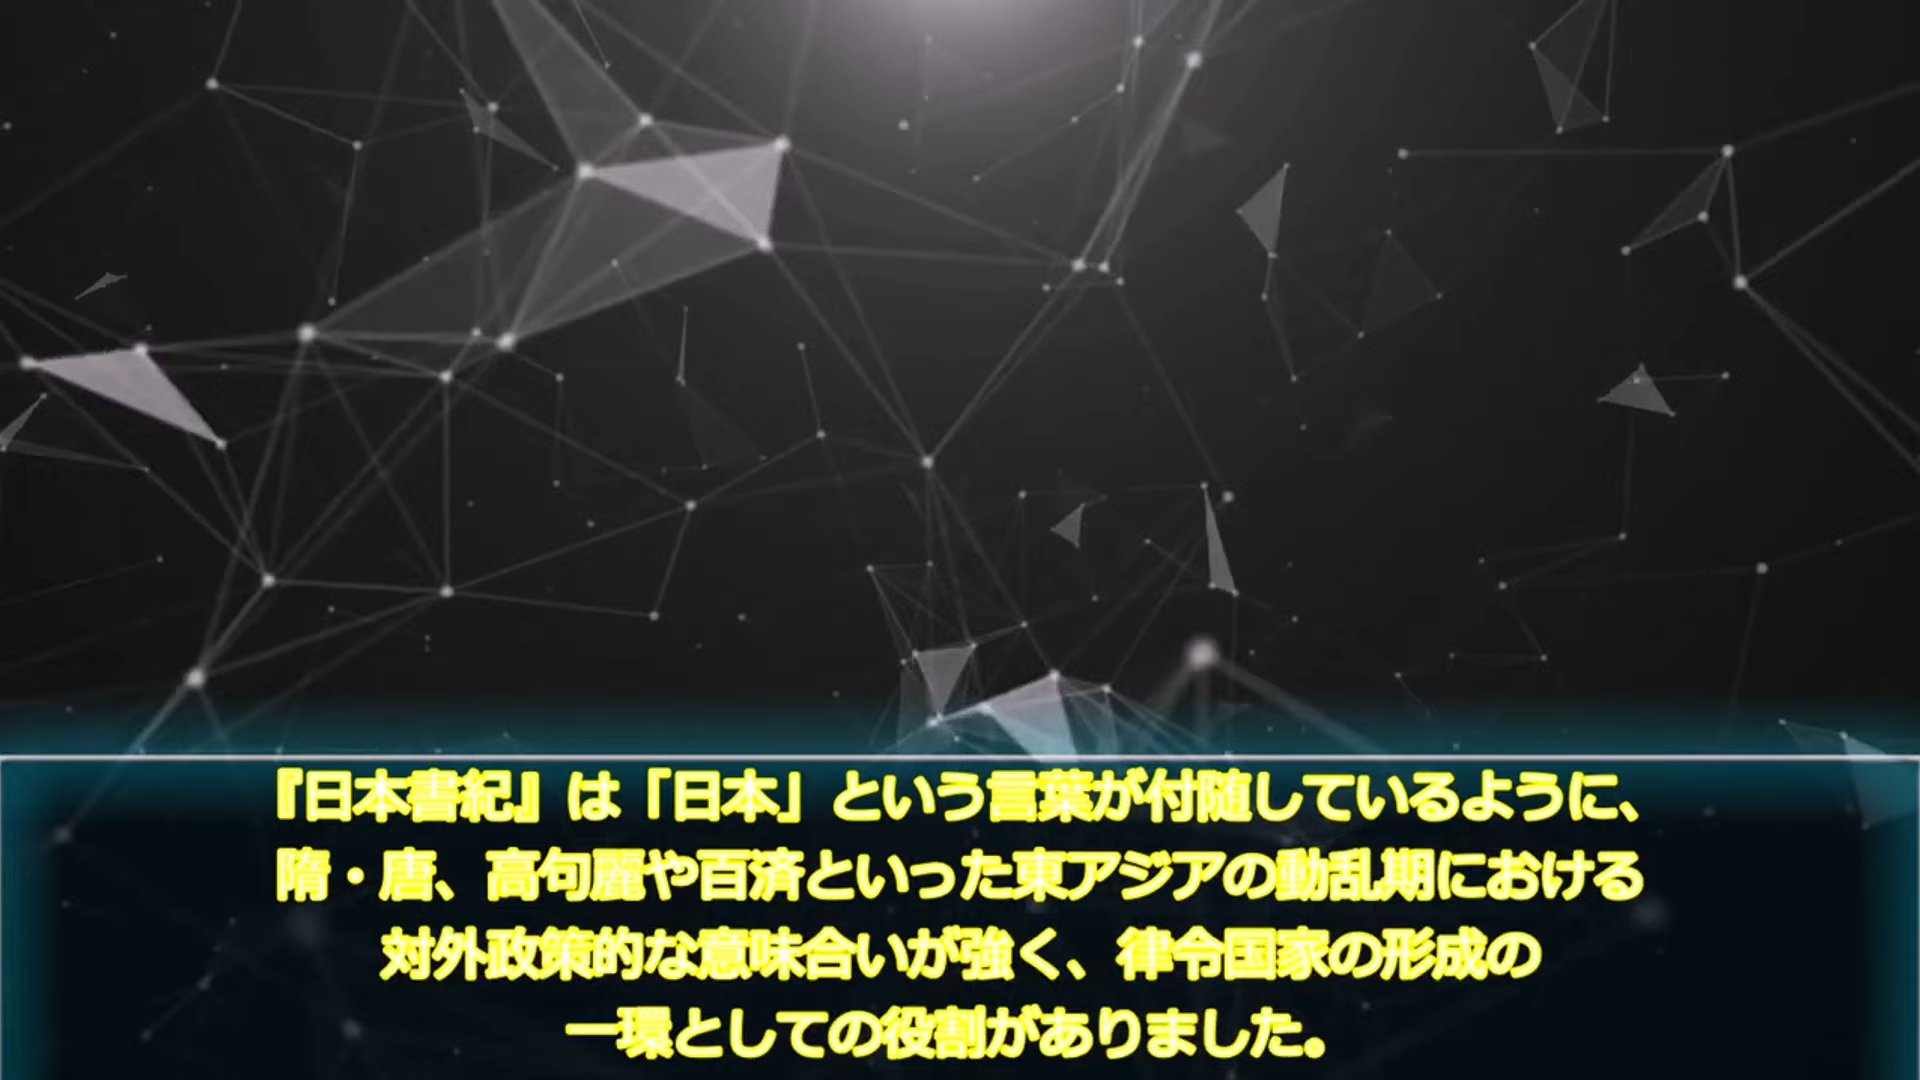 『日本書紀』は「日本」という言葉が付随しているように、
隋・唐、高句麗や百済といった東アジアの動乱期における
対外政策的な意味合いが強く、律令国家の形成の
一環としての役割がありました。